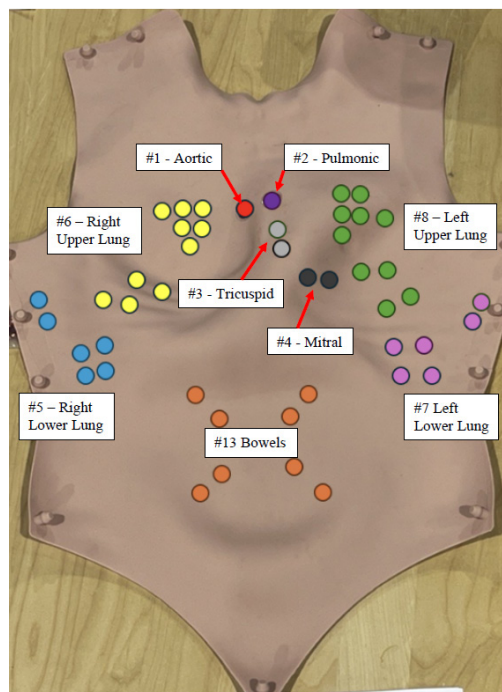 #1 - Aortic
#2 - Pulmonic
#6 – Right
Upper Lung
#8 - Left
Upper Lung
#3 - Tricuspid
#4 - Mitral
#5 – Right
Lower Lung
#7 Left
Lower Lung
#13 Bowels